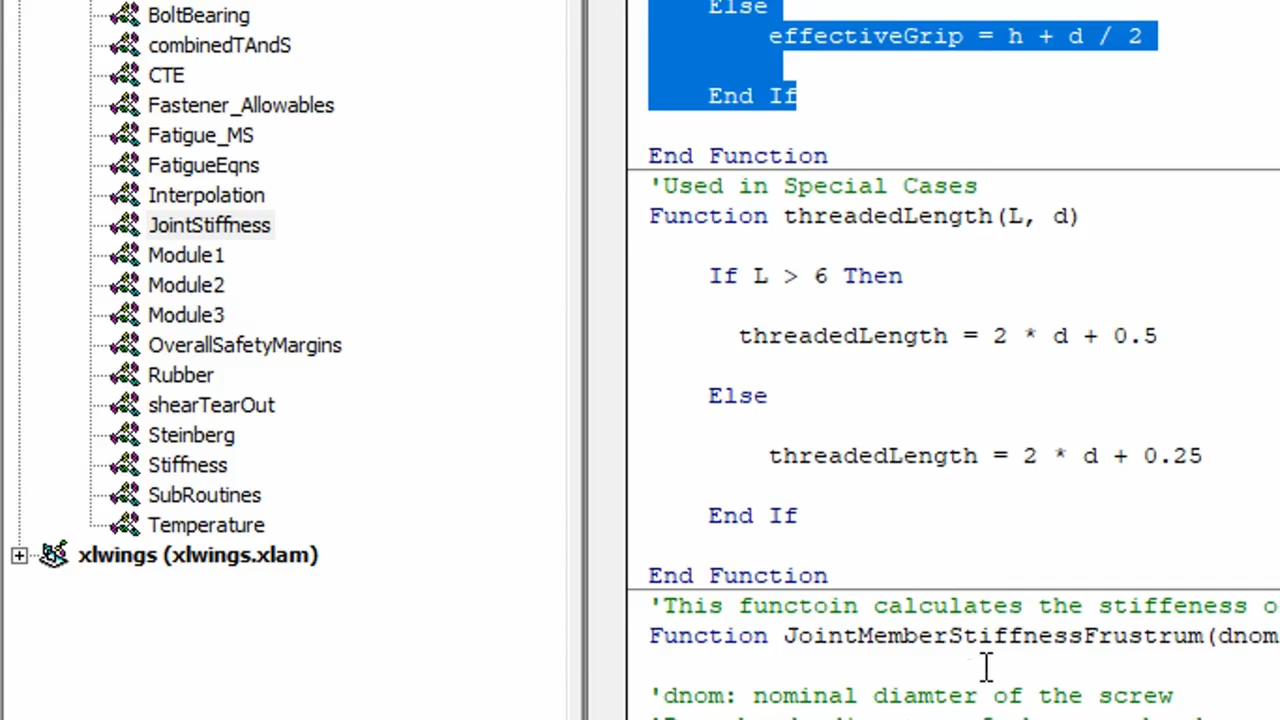 BoltBearing
combinedTAndS
CTE
Fastener_Allowables
Fatigue_MS
FatigueEqns
Interpolation
JointStiffness
Module1
Module2
Module3
OverallSafetyMargins
Rubber
shearTearOut
Steinberg
Stiffness
SubRoutines
Temperature
xlwings (xlwings.xlam)
Else
effectiveGrip = h + d / 2
End If
End Function
'Used in Special Cases
Function threadedLength(L, d)
If L > 6 Then
threadedLength = 2 * d + 0.5
Else
threadedLength = 2 * d + 0.25
End If
End Function
'This functoin calculates the stiffeness o
Function JointMemberStiffnessFrustrum(dnom
'dnom: nominal diamter of the screw